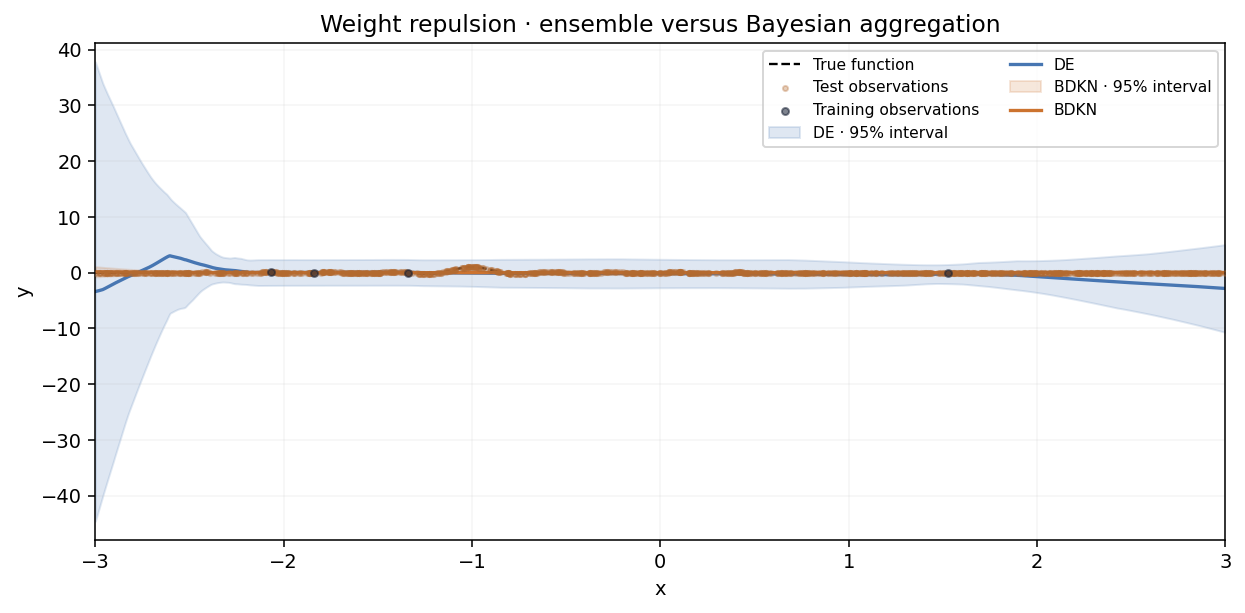 Weight repulsion · ensemble versus Bayesian aggregation
True function
Test observations
Training observations
DE · 95% interval
DE
BDKN · 95% interval
BDKN
y
40
30
20
10
0
−10
−20
−30
−40
−3
−2
−1
0
1
2
3
x